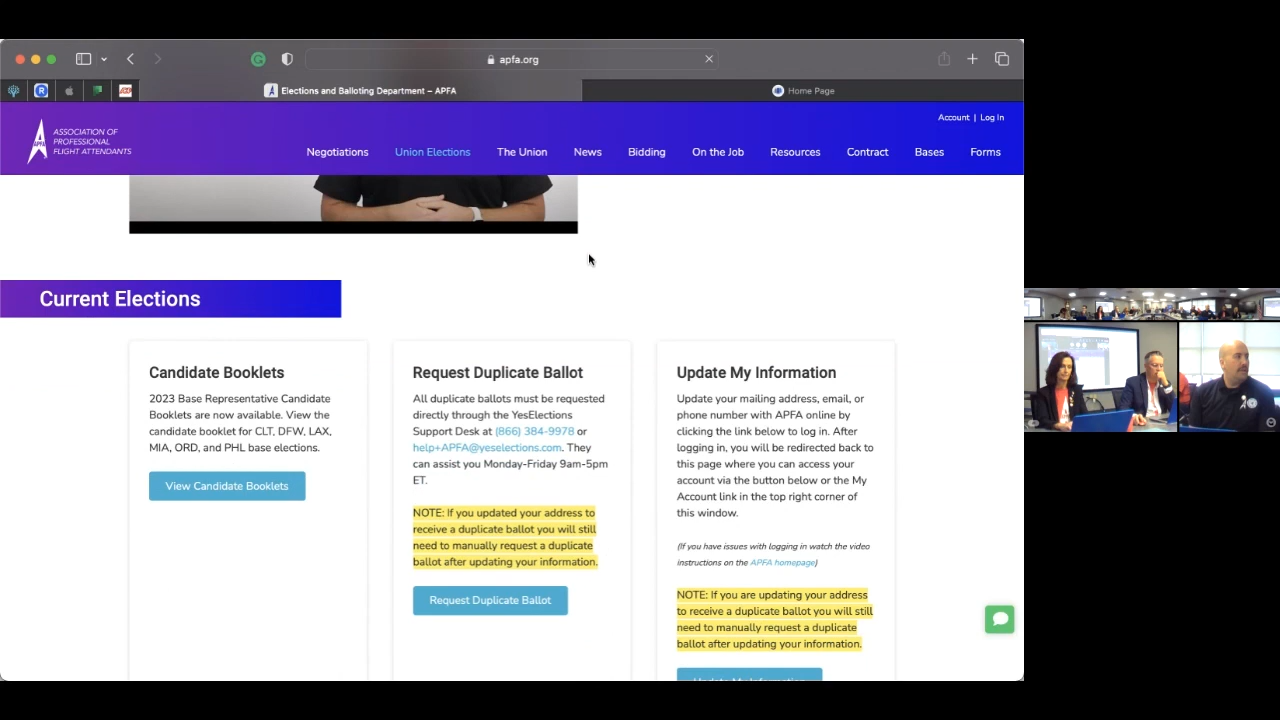 apfa.org
Elections and Balloting Department – APFA
Home Page
Account | Log In
ASSOCIATION OF
PROFESSIONAL
FLIGHT ATTENDANTS
APFA
Negotiations
Union Elections
The Union
News
Bidding
On the Job
Resources
Contract
Bases
Forms
Current Elections
Candidate Booklets
2023 Base Representative Candidate
Booklets are now available. View the
candidate booklet for CLT, DFW, LAX,
MIA, ORD, and PHL base elections.
View Candidate Booklets
Request Duplicate Ballot
All duplicate ballots must be requested
directly through the YesElections
Support Desk at (866) 384-9978 or
help+APFA@yeselections.com. They
can assist you Monday-Friday 9am-5pm
ET.
NOTE: If you updated your address to
receive a duplicate ballot you will still
need to manually request a duplicate
ballot after updating your information.
Request Duplicate Ballot
Update My Information
Update your mailing address, email, or
phone number with APFA online by
clicking the link below to log in. After
logging in, you will be redirected back to
this page where you can access your
account via the button below or the My
Account link in the top right corner of
this window.
(If you have issues with logging in watch the video
instructions on the APFA homepage)
NOTE: If you are updating your address
to receive a duplicate ballot you will still
need to manually request a duplicate
ballot after updating your information.
Update My Information